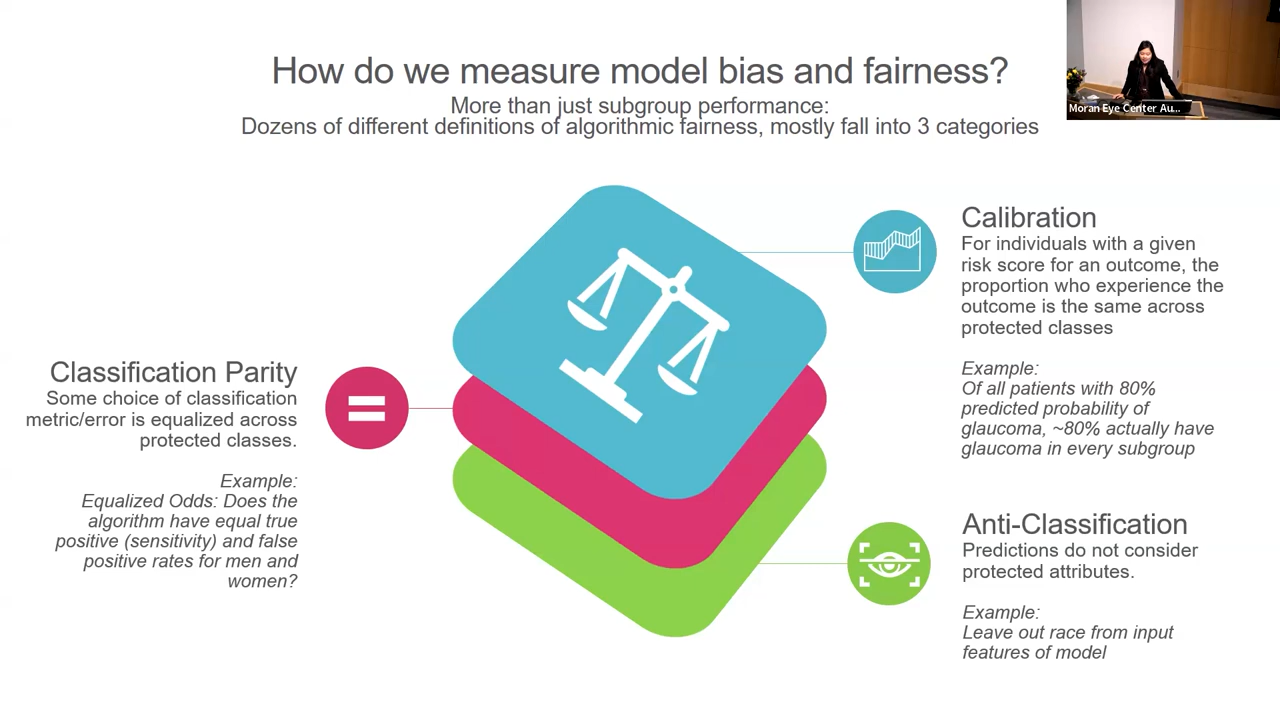 How do we measure model bias and fairness?
More than just subgroup performance:
Dozens of different definitions of algorithmic fairness, mostly fall into 3 categories
Moran Eye Center Au...
Calibration
For individuals with a given
risk score for an outcome, the
proportion who experience the
outcome is the same across
protected classes
Example:
Of all patients with 80%
predicted probability of
glaucoma, ~80% actually have
glaucoma in every subgroup
Classification Parity
Some choice of classification
metric/error is equalized across
protected classes.
Example:
Equalized Odds: Does the
algorithm have equal true
positive (sensitivity) and false
positive rates for men and
women?
Anti-Classification
Predictions do not consider
protected attributes.
Example:
Leave out race from input
features of model